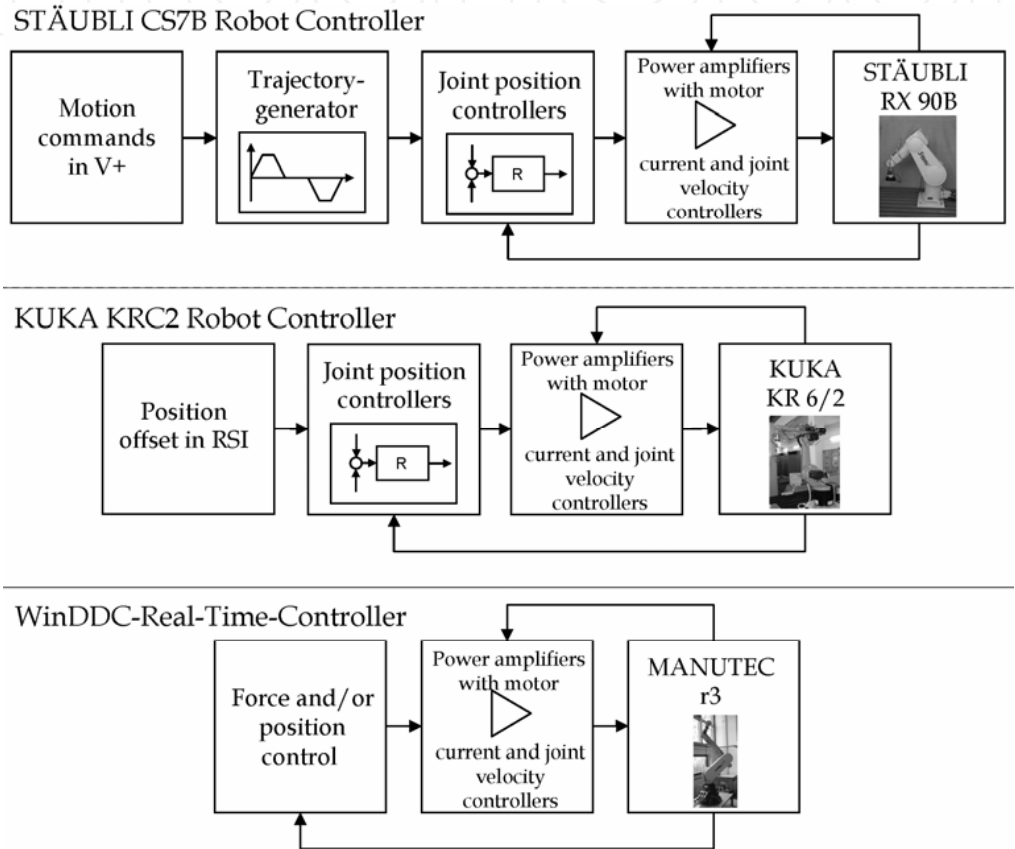 STÄUBLI CS7B Robot Controller
Motion
commands
in V+
Trajectory-
generator
Joint position
controllers
R
Power amplifiers
with motor
current and joint
velocity
controllers
STÄUBLI
RX 90B
KUKA KRC2 Robot Controller
Position
offset in RSI
Joint position
controllers
R
Power amplifiers
with motor
current and joint
velocity
controllers
KUKA
KR 6/2
WinDDC-Real-Time-Controller
Force and/or
position
control
Power amplifiers
with motor
current and joint
velocity
controllers
MANUTEC
r3